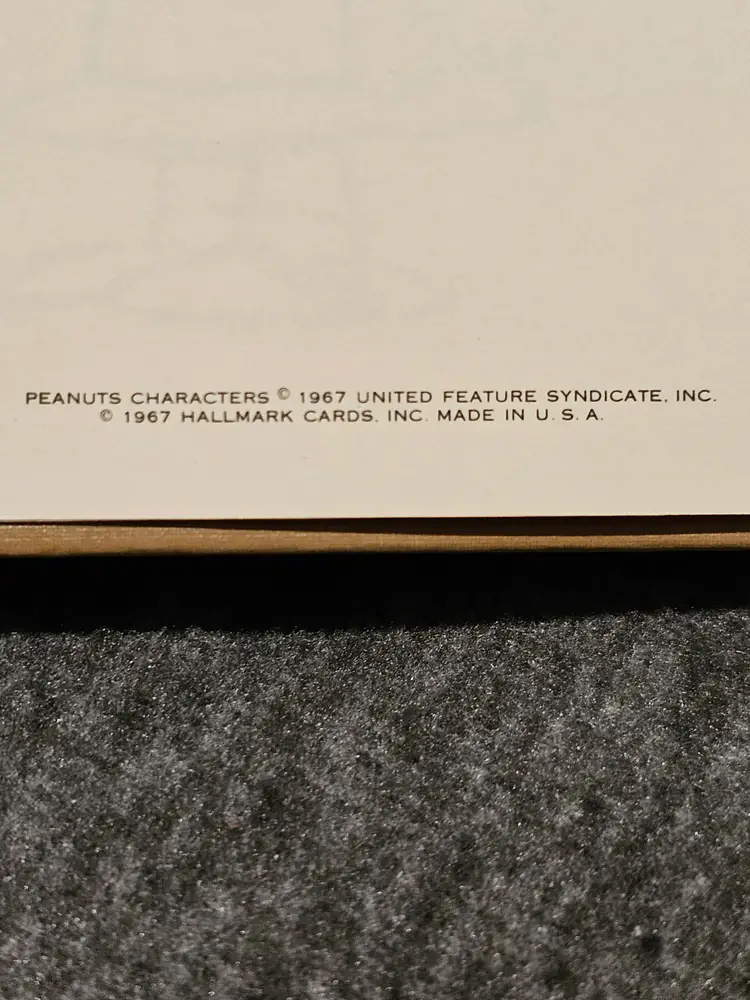 PEANUTS CHARACTERS © 1967 UNITED FEATURE SYNDICATE, INC.
© 1967 HALLMARK CARDS, INC. MADE IN U. S. A.